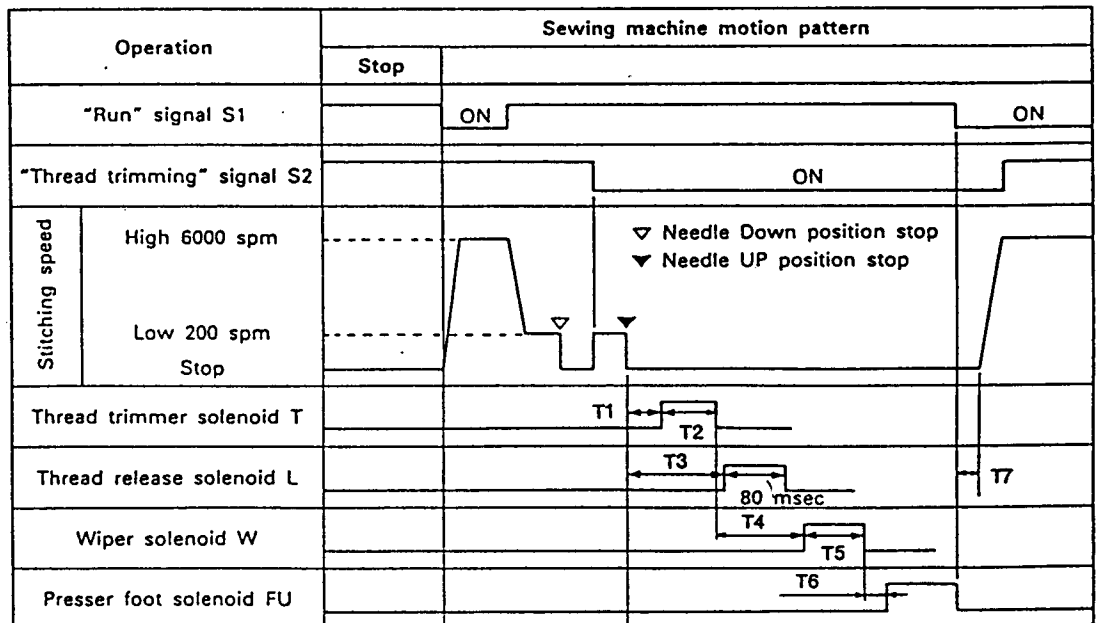 Operation
Sewing machine motion pattern
Stop
"Run" signal S1
ON
ON
"Thread trimming" signal S2
ON
Stitching speed
High 6000 spm
Low 200 spm
Stop
▽ Needle Down position stop
▼ Needle UP position stop
Thread trimmer solenoid T
T1
T2
Thread release solenoid L
T3
80 msec
T7
Wiper solenoid W
T4
T5
Presser foot solenoid FU
T6